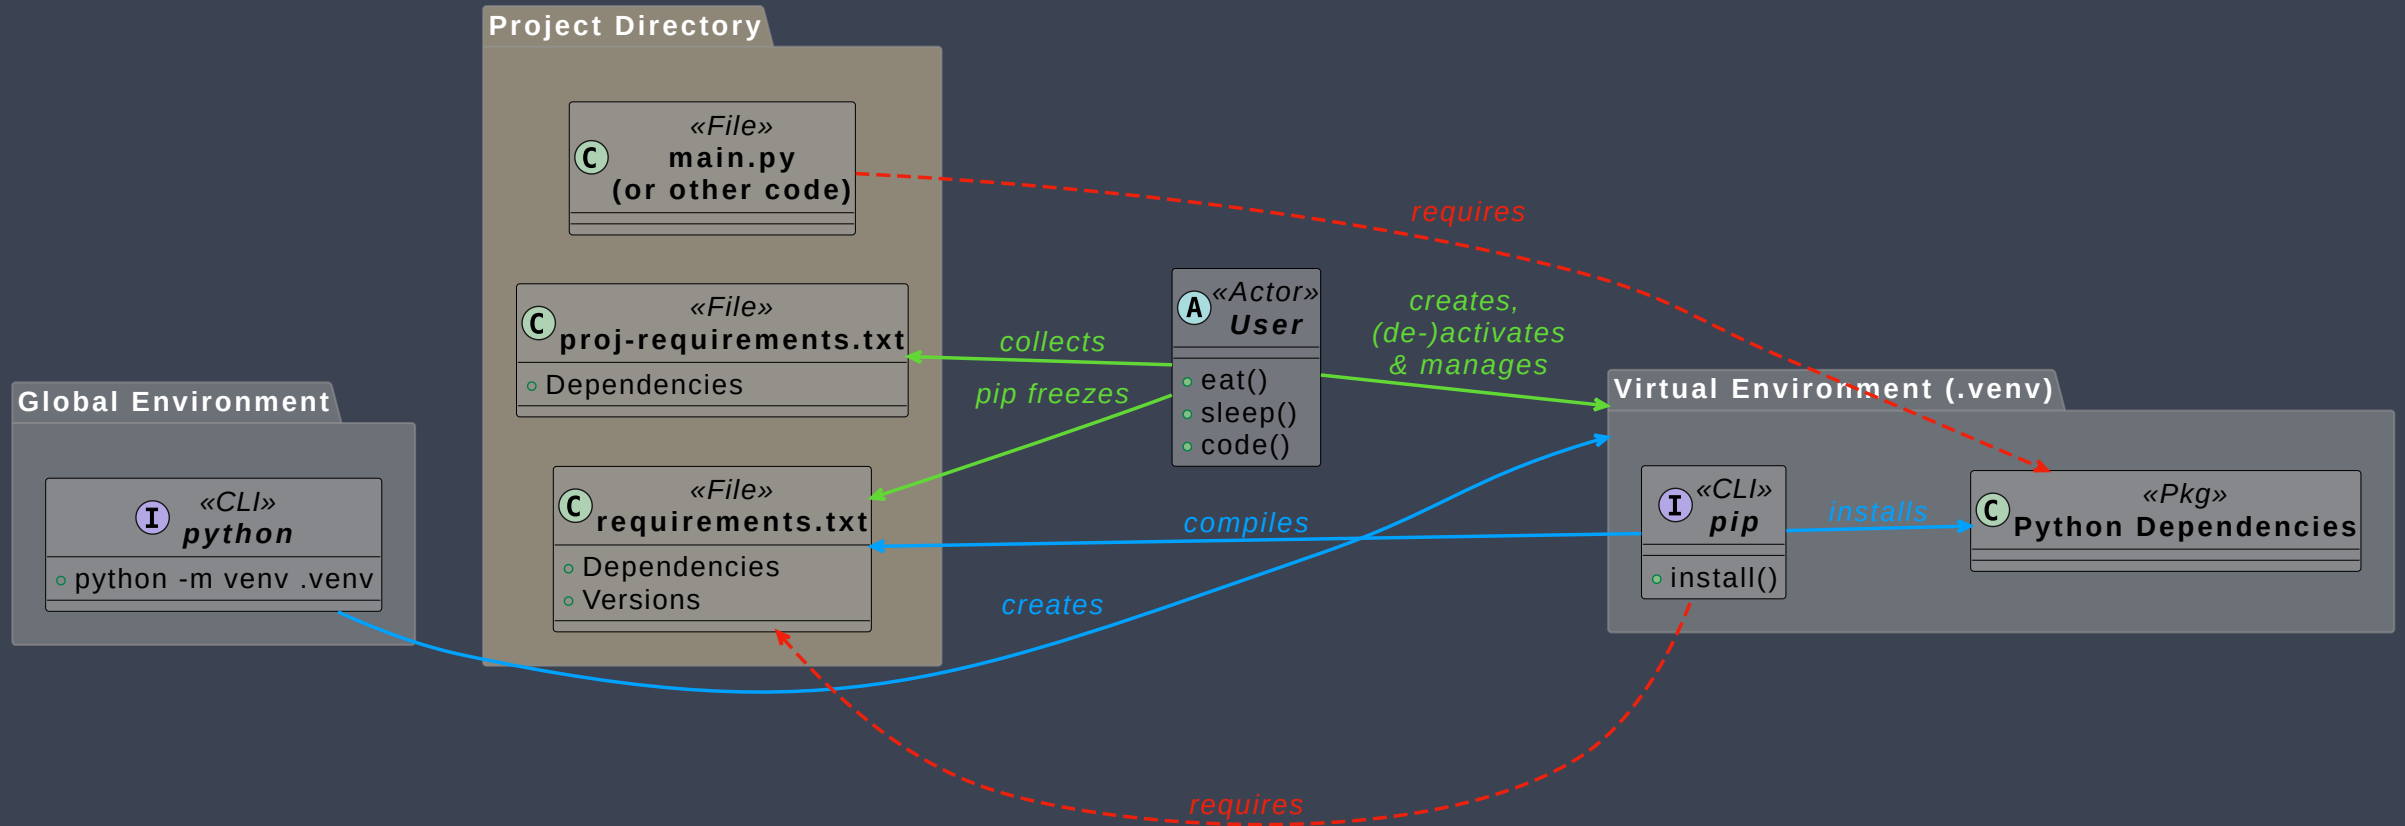 Project Directory
«File»
C
main.py
(or other code)
«File»
C
proj-requirements.txt
Dependencies
«File»
C
requirements.txt
Dependencies
Versions
Global Environment
«CLI»
I
python
python -m venv .venv
«Actor»
A
User
eat()
sleep()
code()
collects
pip freezes
creates,
(de-)activates
& manages
requires
compiles
creates
requires
Virtual Environment (.venv)
«CLI»
I
pip
install()
installs
«Pkg»
C
Python Dependencies